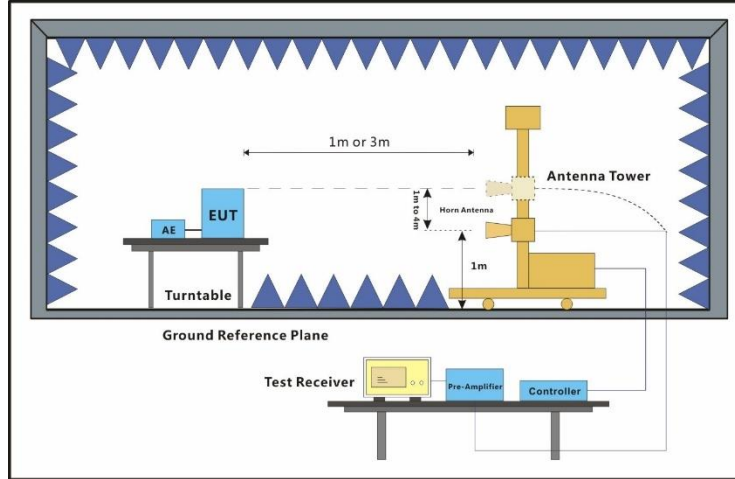 1m or 3m
Antenna Tower
1m to 4m
Horn Antenna
EUT
AE
1m
Turntable
Ground Reference Plane
Test Receiver
Pre-Amplifier
Controller